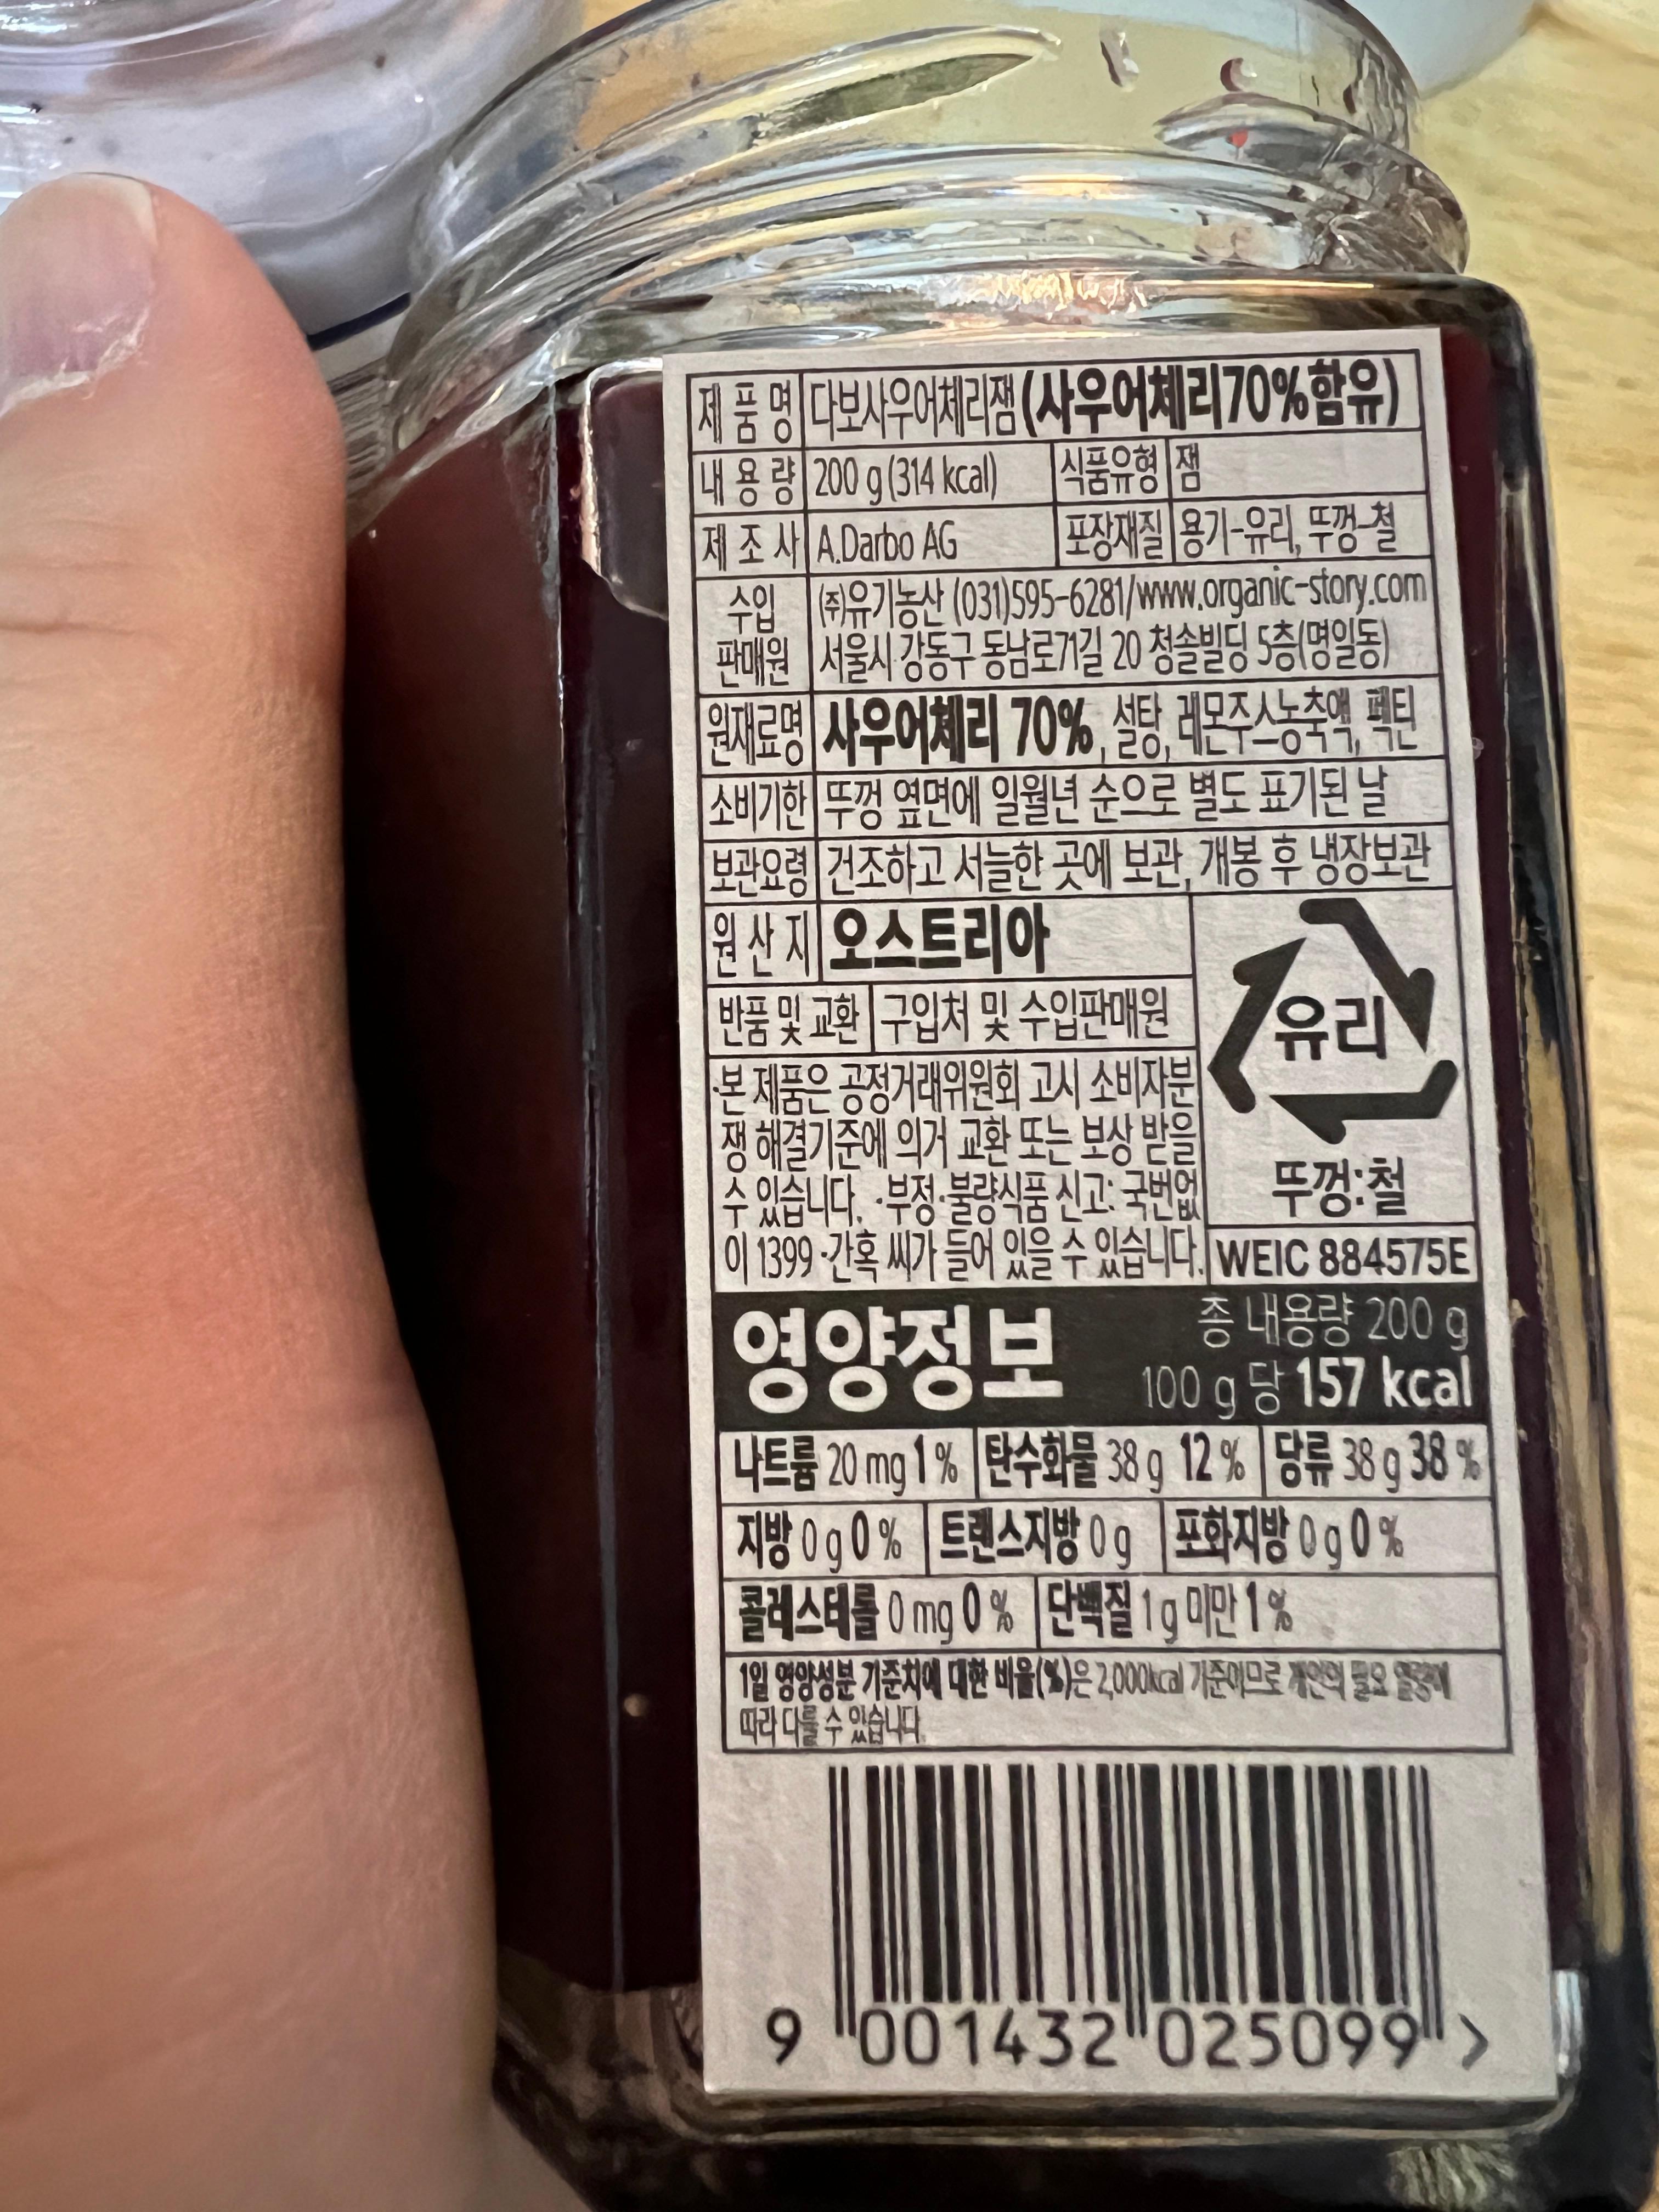 제 품 명 다보사우어체리잼(사우어체리70%함유)
내 용 량 200 g (314 kcal) 식품유형 잼
제 조 사 A.Darbo AG 포장재질 용기-유리, 뚜껑-철
수입 판매원 ㈜유기농산 (031)595-6281/www.organic-story.com
서울시 강동구 동남로71길 20 청솔빌딩 5층(명일동)
원재료명 사우어체리 70%, 설탕, 레몬주스농축액, 펙틴
소비기한 뚜껑 옆면에 일월년 순으로 별도 표기된 날
보관요령 건조하고 서늘한 곳에 보관, 개봉 후 냉장보관
원 산 지 오스트리아
반품 및 교환 구입처 및 수입판매원
·본 제품은 공정거래위원회 고시 소비자분
쟁 해결기준에 의거 교환 또는 보상 받을
수 있습니다. ·부정·불량식품 신고: 국번없
이 1399 ·간혹 씨가 들어 있을 수 있습니다.
유리
뚜껑:철
WEIC 884575E
영양정보 총 내용량 200 g
100 g 당 157 kcal
나트륨 20 mg 1 % 탄수화물 38 g 12 % 당류 38 g 38 %
지방 0 g 0 % 트랜스지방 0 g 포화지방 0 g 0 %
콜레스테롤 0 mg 0 % 단백질 1 g 미만 1 %
1일 영양성분 기준치에 대한 비율(%)은 2,000kcal 기준이므로 개인의 필요 열량에
따라 다를 수 있습니다.
9 001432 025099 >